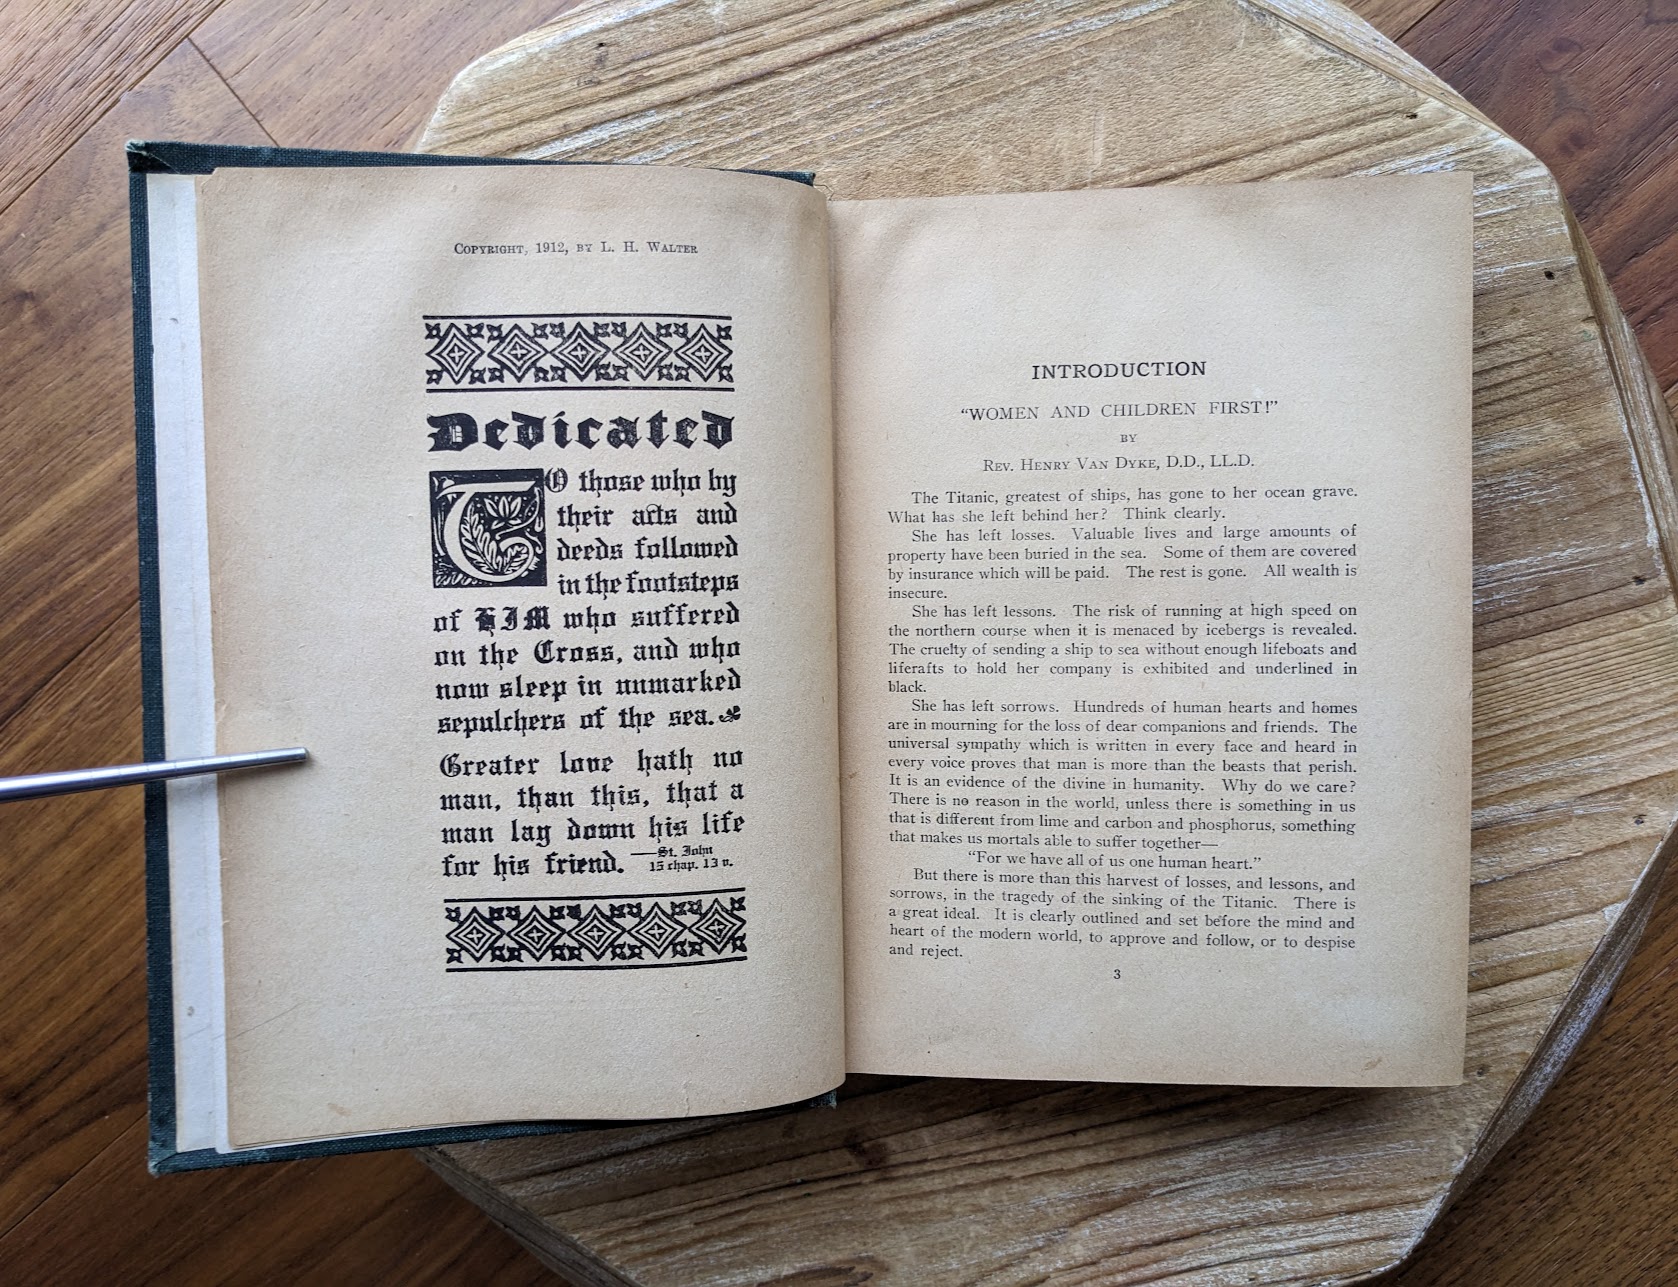 COPYRIGHT, 1912, BY L. H. WALTER
Dedicated
TO those who by
their acts and
deeds followed
in the footsteps
of HIM who suffered
on the Cross, and who
now sleep in unmarked
sepulchers of the sea.
Greater love hath no
man, than this, that a
man lay down his life
for his friend. —St. John
15 chap. 13 v.
INTRODUCTION
"WOMEN AND CHILDREN FIRST!"
BY
REV. HENRY VAN DYKE, D.D., LL.D.
The Titanic, greatest of ships, has gone to her ocean grave.
What has she left behind her? Think clearly.
She has left losses. Valuable lives and large amounts of
property have been buried in the sea. Some of them are covered
by insurance which will be paid. The rest is gone. All wealth is
insecure.
She has left lessons. The risk of running at high speed on
the northern course when it is menaced by icebergs is revealed.
The cruelty of sending a ship to sea without enough lifeboats and
liferafts to hold her company is exhibited and underlined in
black.
She has left sorrows. Hundreds of human hearts and homes
are in mourning for the loss of dear companions and friends. The
universal sympathy which is written in every face and heard in
every voice proves that man is more than the beasts that perish.
It is an evidence of the divine in humanity. Why do we care?
There is no reason in the world, unless there is something in us
that is different from lime and carbon and phosphorus, something
that makes us mortals able to suffer together—
"For we have all of us one human heart."
But there is more than this harvest of losses, and lessons, and
sorrows, in the tragedy of the sinking of the Titanic. There is
a great ideal. It is clearly outlined and set before the mind and
heart of the modern world, to approve and follow, or to despise
and reject.
3